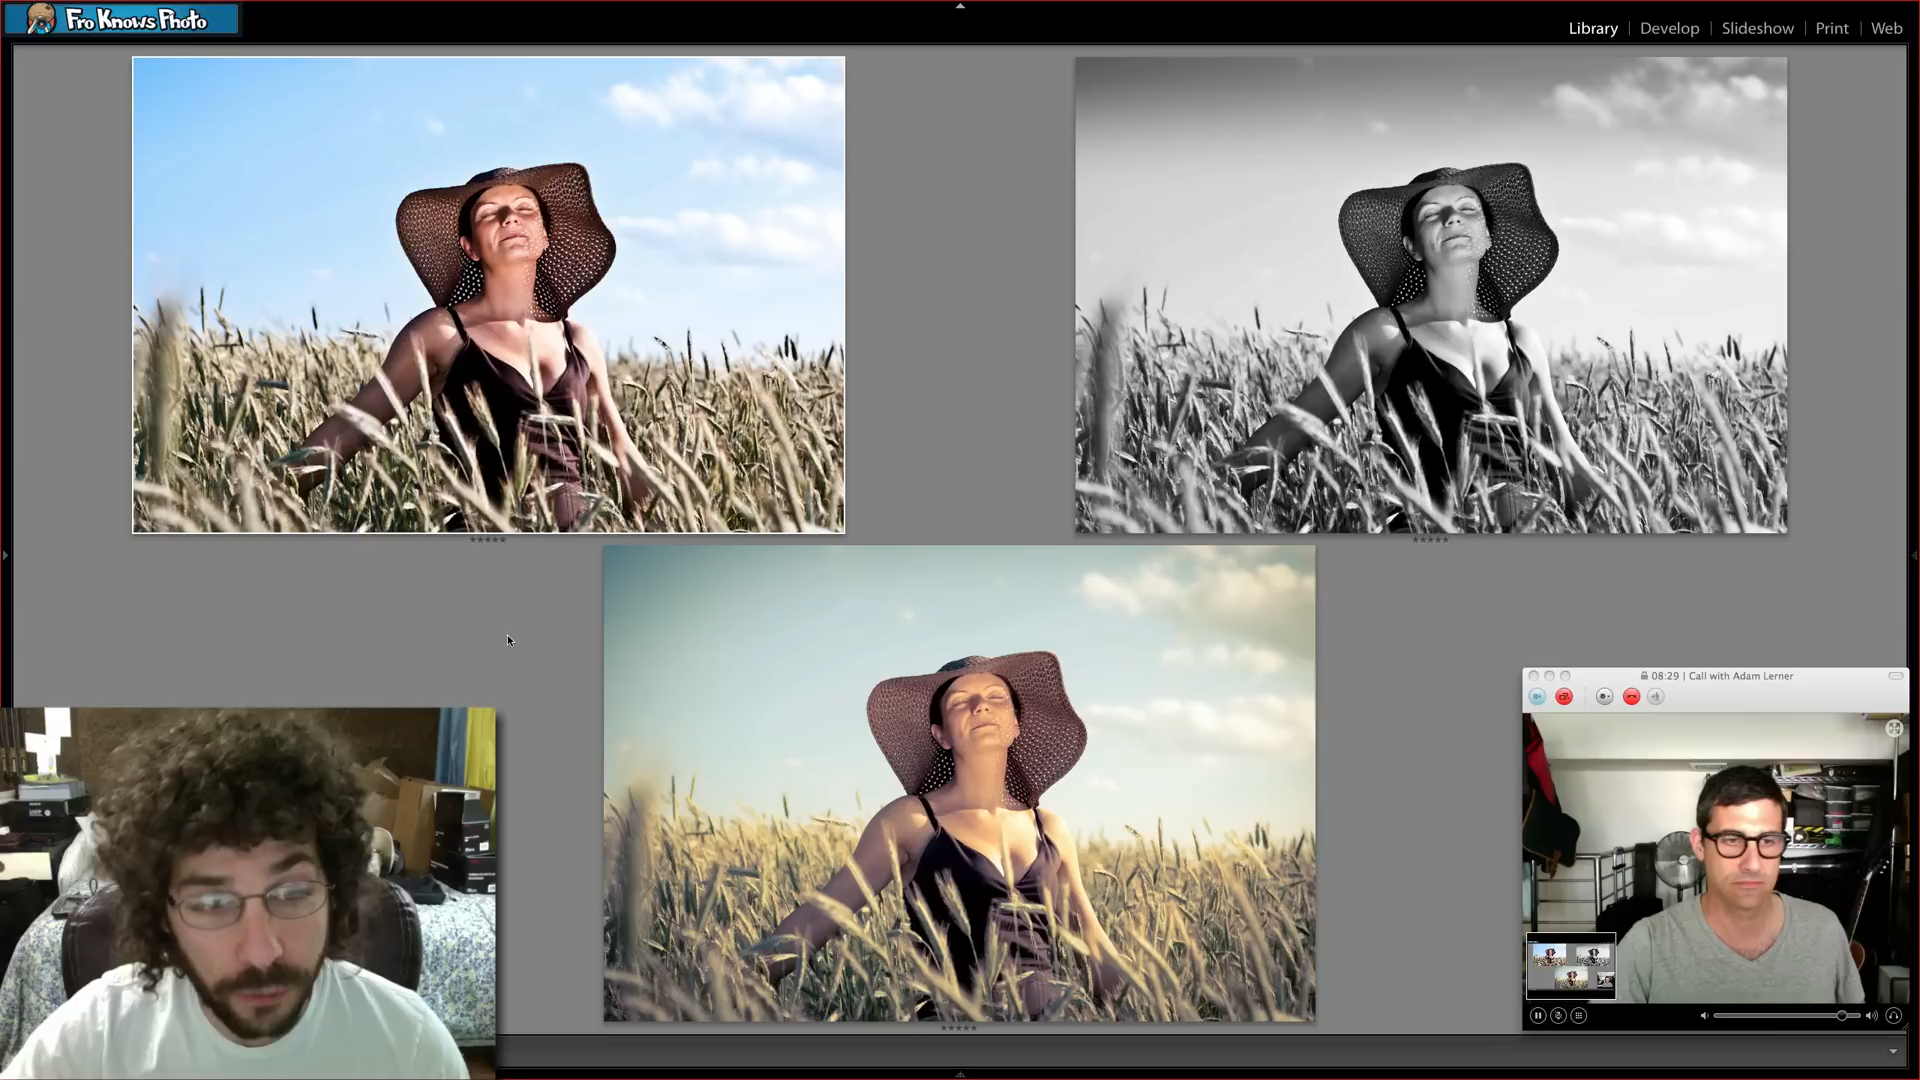 Fro Knows Photo
Library | Develop | Slideshow | Print | Web
08:29 | Call with Adam Lerner